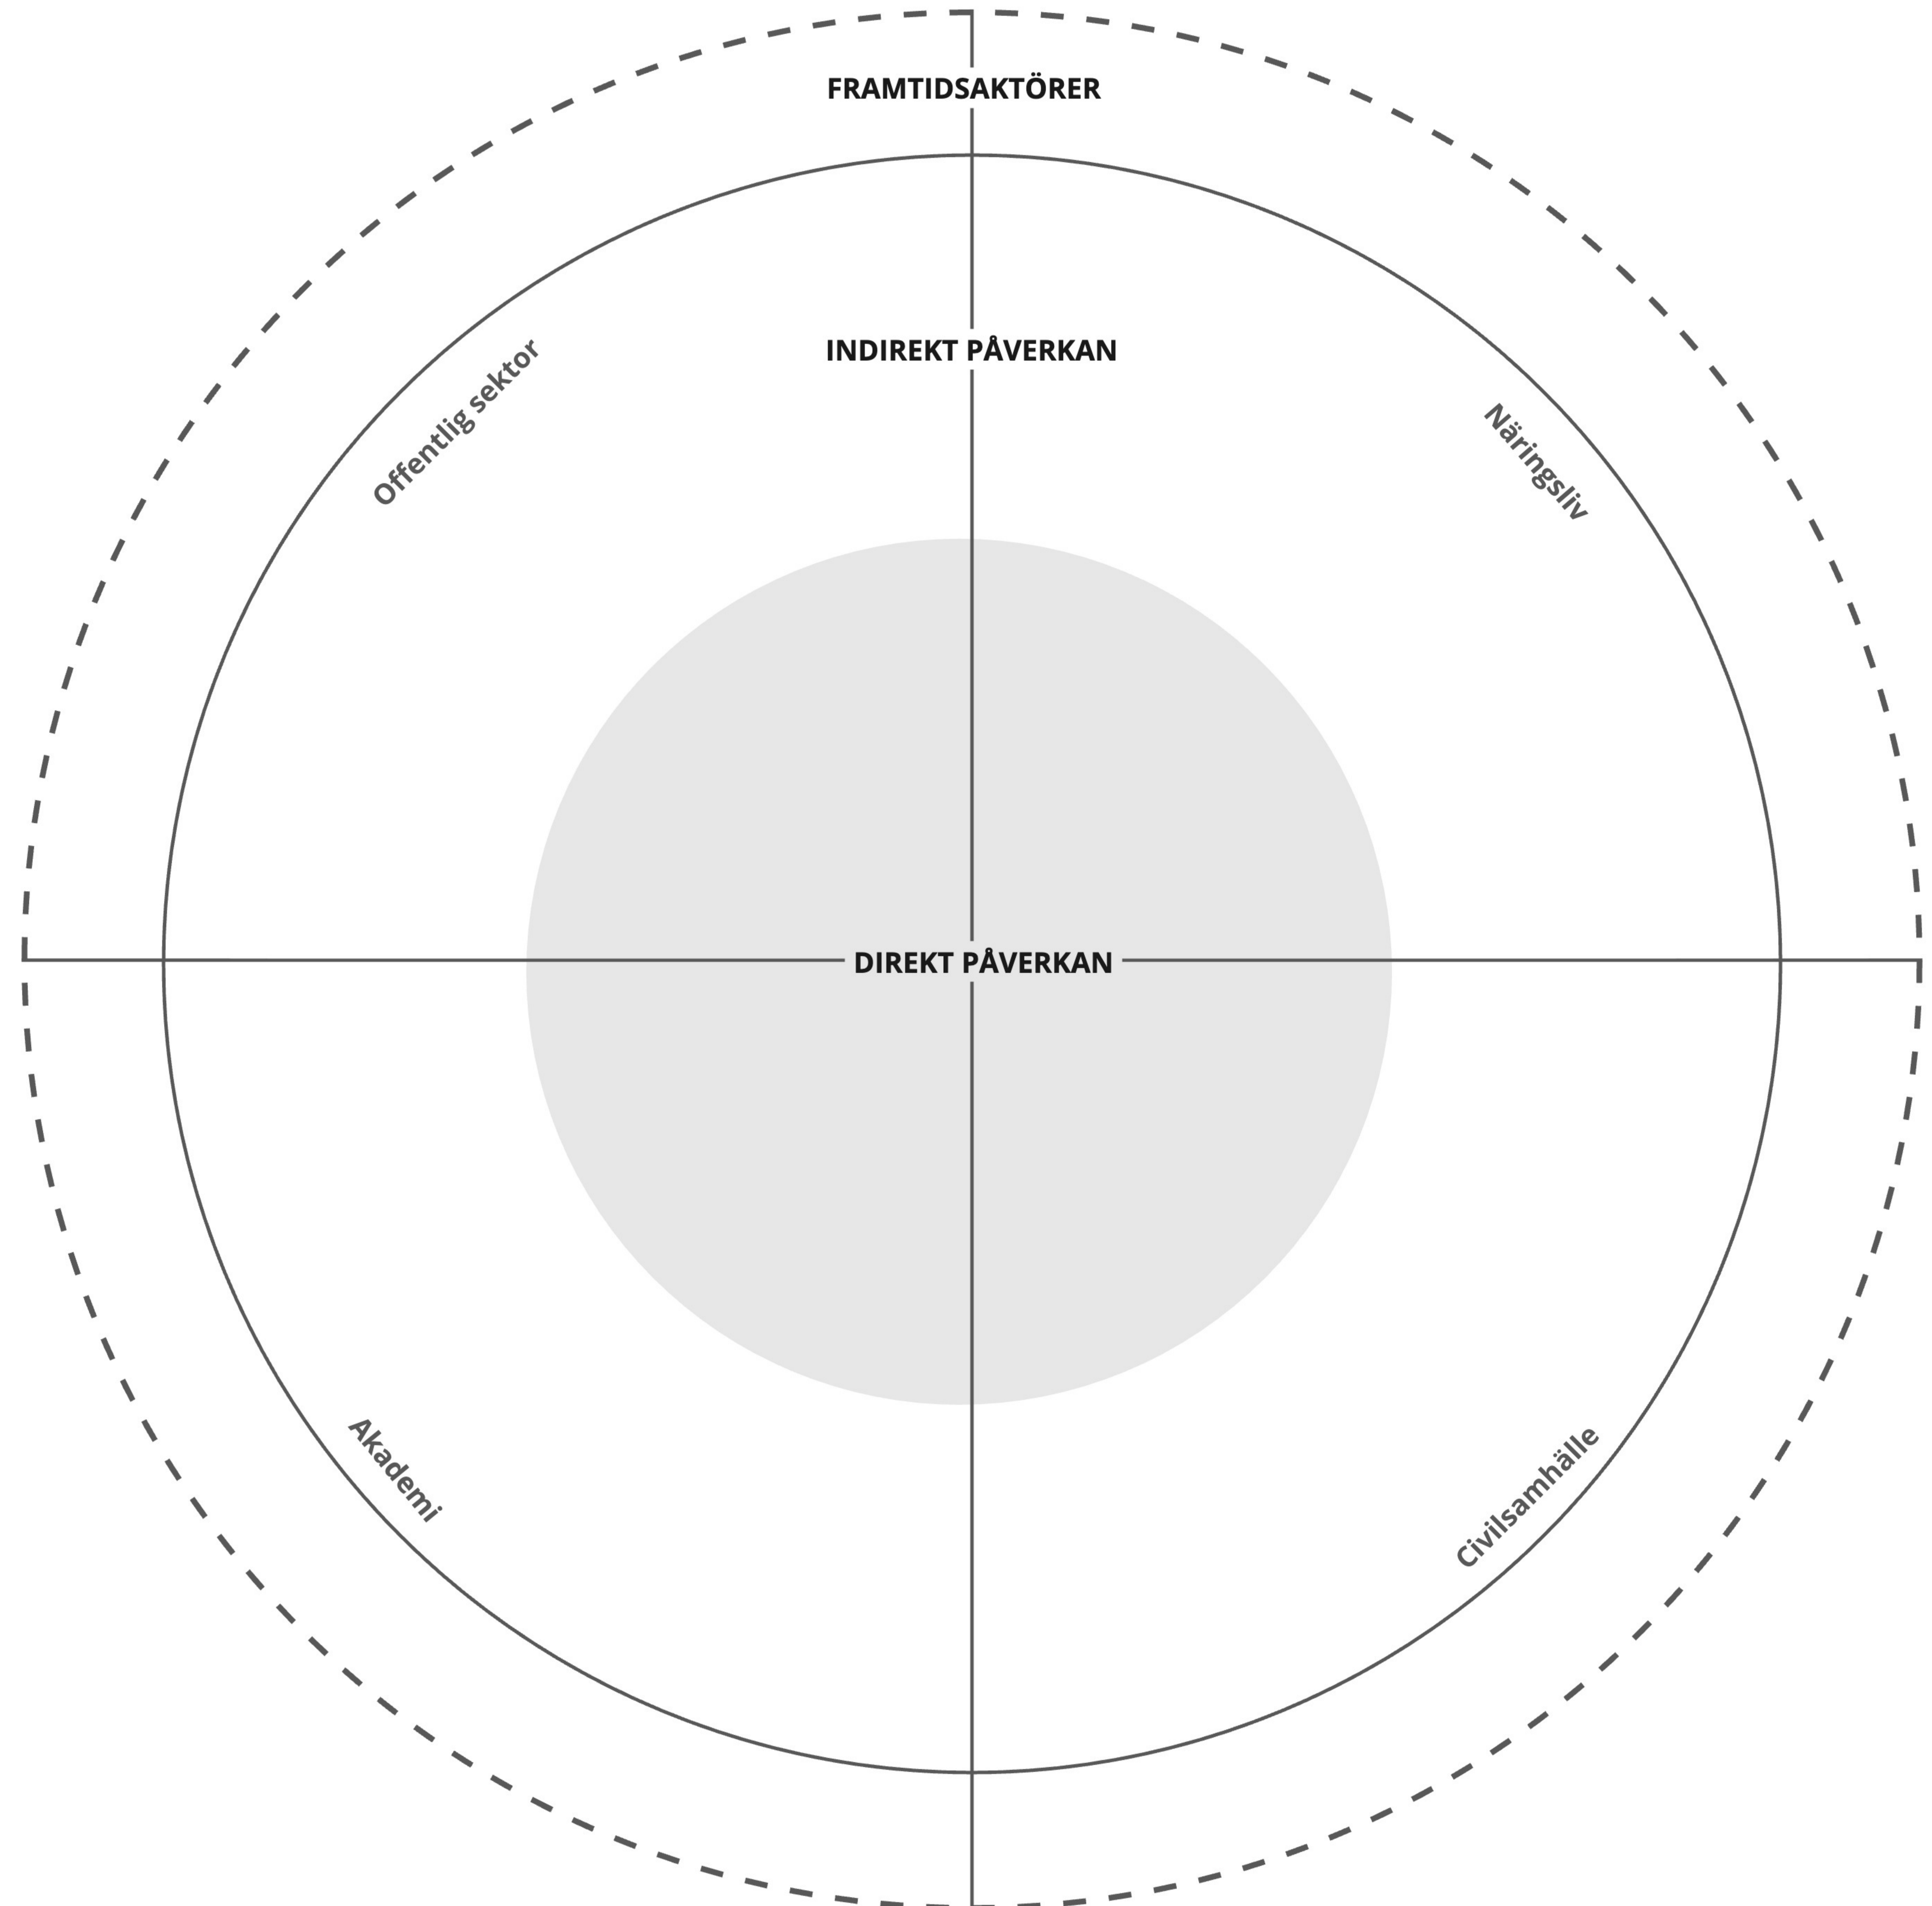 FRAMTIDSAKTÖRER
INDIREKT PÅVERKAN
Offentlig sektor
Näringsliv
DIREKT PÅVERKAN
Akademi
Civilsamhälle